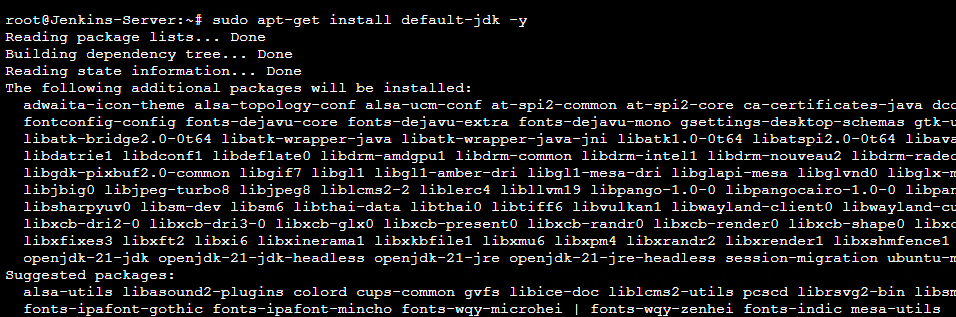 root@Jenkins-Server:~# sudo apt-get install default-jdk -y
Reading package lists... Done
Building dependency tree... Done
Reading state information... Done
The following additional packages will be installed:
adwaita-icon-theme alsa-topology-conf alsa-ucm-conf at-spi2-common at-spi2-core ca-certificates-java dco
fontconfig-config fonts-dejavu-core fonts-dejavu-extra fonts-dejavu-mono gsettings-desktop-schemas gtk-u
libatk-bridge2.0-0t64 libatk-wrapper-java libatk-wrapper-java-jni libatk1.0-0t64 libatspi2.0-0t64 libava
libdatrie1 libdconf1 libdeflate0 libdrm-amdgpu1 libdrm-common libdrm-intel1 libdrm-nouveau2 libdrm-radeo
libgdk-pixbuf2.0-common libgif7 libgl1 libgl1-amber-dri libgl1-mesa-dri libglapi-mesa libglvnd0 libglx-m
libjbig0 libjpeg-turbo8 libjpeg8 liblcms2-2 liblerc4 libllvm19 libpango-1.0-0 libpangocairo-1.0-0 libpan
libsharpyuv0 libsm-dev libsm6 libthai-data libthai0 libtiff6 libvulkan1 libwayland-client0 libwayland-cu
libxcb-dri2-0 libxcb-dri3-0 libxcb-glx0 libxcb-present0 libxcb-randr0 libxcb-render0 libxcb-shape0 libxc
libxfixes3 libxft2 libxi6 libxinerama1 libxkbfile1 libxmu6 libxpm4 libxrandr2 libxrender1 libxshmfence1
openjdk-21-jdk openjdk-21-jdk-headless openjdk-21-jre openjdk-21-jre-headless session-migration ubuntu-m
Suggested packages:
alsa-utils libasound2-plugins colord cups-common gvfs libice-doc liblcms2-utils pcscd librsvg2-bin libsm
fonts-ipafont-gothic fonts-ipafont-mincho fonts-wqy-microhei | fonts-wqy-zenhei fonts-indic mesa-utils